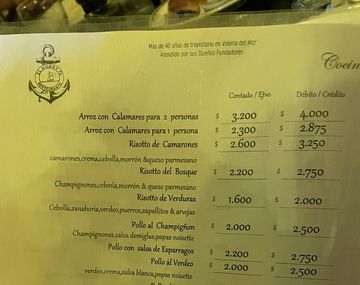 Más de 40 años de trayectoria en Valeria del Mar
Atendido por sus Dueños Fundadores
Cocin
Contado / Efvo Débito / Crédito
Arroz con Calamares para 2 personas $ 3.200 $ 4.000
Arroz con Calamares para 1 persona $ 2.300 $ 2.875
Risotto de Camarones $ 2.600 $ 3.250
camarones,crema,cebolla,morrón &queso parmesano
Risotto del Bosque $ 2.200 $ 2.750
Champignones,cebolla,morrón & queso parmesano
Risotto de Verduras $ 1.600 $ 2.000
Cebolla,zanahoria,verdeo,puerros,zapallitos & arvejas
Pollo al Champigñon $ 2.000 $ 2.500
Champignones,salsa demiglas,papas noisette
Pollo con salsa de Esparragos $ 2.200 $ 2.750
Pollo al Verdeo $ 2.000 $ 2.500
verdeo,crema,salsa blanca,papas noisette